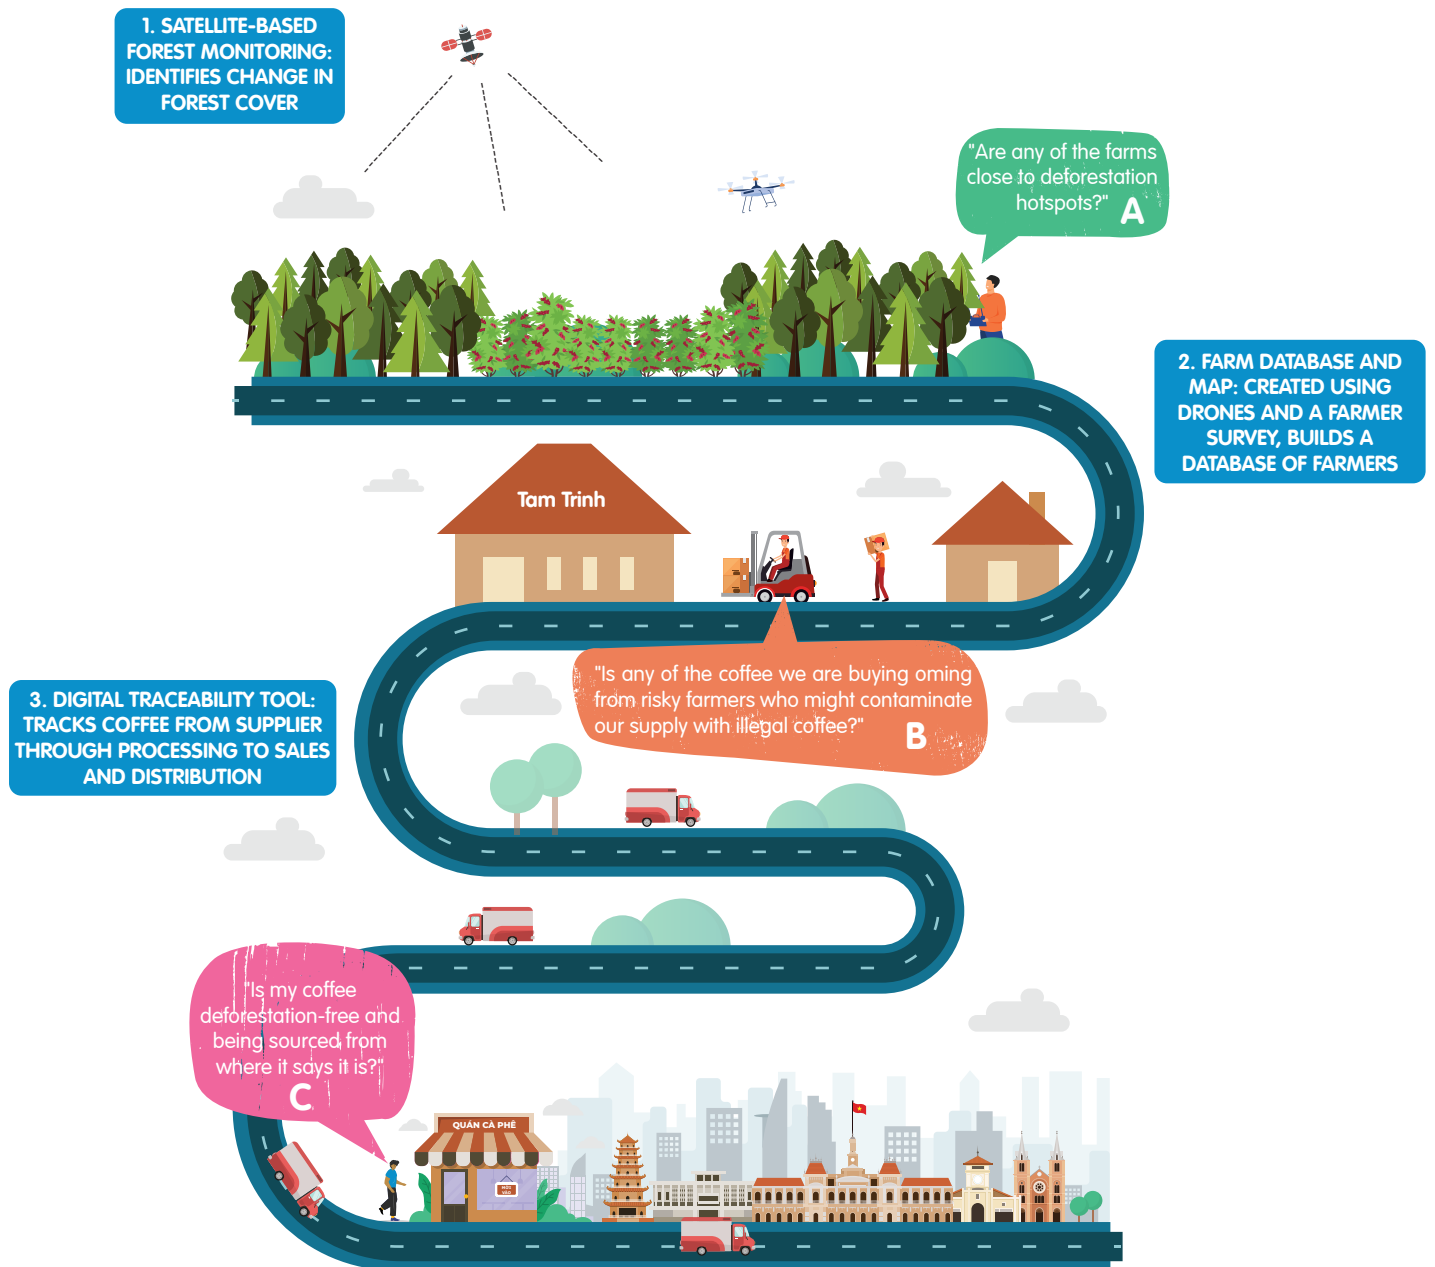 1. SATELLITE-BASED
FOREST MONITORING:
IDENTIFIES CHANGE IN
FOREST COVER
"Are any of the farms
close to deforestation
hotspots?"
A
2. FARM DATABASE AND
MAP: CREATED USING
DRONES AND A FARMER
SURVEY, BUILDS A
DATABASE OF FARMERS
Tam Trinh
"Is any of the coffee we are buying oming
from risky farmers who might contaminate
our supply with illegal coffee?"
B
3. DIGITAL TRACEABILITY TOOL:
TRACKS COFFEE FROM SUPPLIER
THROUGH PROCESSING TO SALES
AND DISTRIBUTION
"Is my coffee
deforestation-free and
being sourced from
where it says it is?"
C
QUÁN CÀ PHÊ
MỜI
VÀO